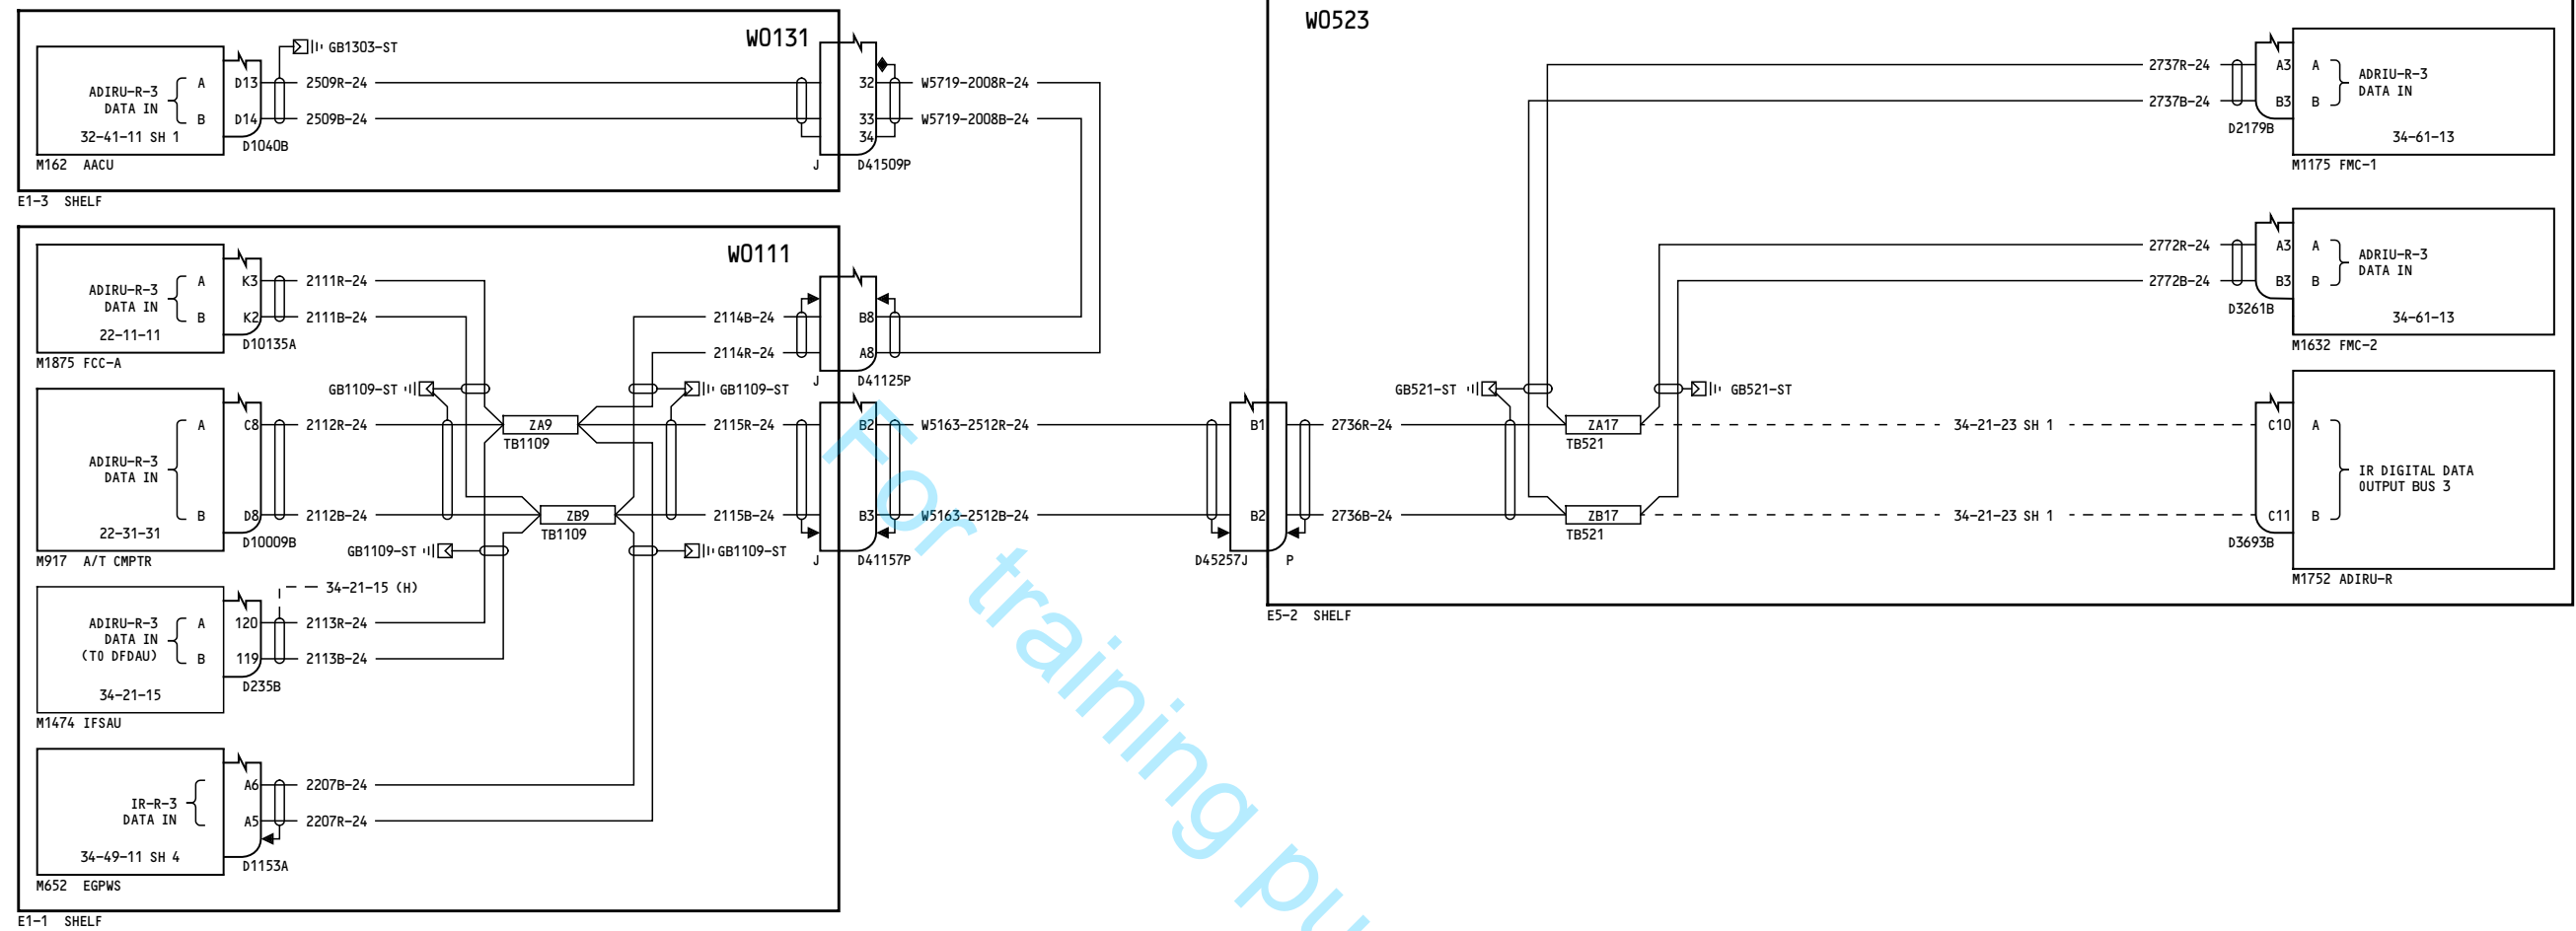 W0131
GB1303-ST
ADIRU-R-3
DATA IN
A
B
D13
D14
2509R-24
2509B-24
32-41-11 SH 1
D1040B
M162 AACU
32
33
34
J
D41509P
W5719-2008R-24
W5719-2008B-24
E1-3 SHELF
W0111
ADIRU-R-3
DATA IN
A
B
K3
K2
2111R-24
2111B-24
22-11-11
D10135A
M1875 FCC-A
2114B-24
2114R-24
B8
A8
J
D41125P
GB1109-ST
GB1109-ST
ADIRU-R-3
DATA IN
A
B
C8
D8
2112R-24
2112B-24
22-31-31
D10009B
M917 A/T CMPTR
ZA9
TB1109
ZB9
TB1109
2115R-24
2115B-24
B2
B3
J
D41157P
W5163-2512R-24
W5163-2512B-24
GB1109-ST
GB1109-ST
34-21-15 (H)
ADIRU-R-3
DATA IN
(TO DFDAU)
A
B
120
119
2113R-24
2113B-24
34-21-15
D235B
M1474 IFSAU
IR-R-3
DATA IN
A6
A5
2207B-24
2207R-24
34-49-11 SH 4
D1153A
M652 EGPWS
E1-1 SHELF
W0523
2737R-24
2737B-24
A3
B3
A
B
ADRIU-R-3
DATA IN
D2179B
34-61-13
M1175 FMC-1
2772R-24
2772B-24
A3
B3
A
B
ADRIU-R-3
DATA IN
D3261B
34-61-13
M1632 FMC-2
GB521-ST
GB521-ST
B1
B2
D45257J
P
2736R-24
2736B-24
ZA17
TB521
ZB17
TB521
34-21-23 SH 1
34-21-23 SH 1
C10
C11
A
B
IR DIGITAL DATA
OUTPUT BUS 3
D3693B
M1752 ADIRU-R
E5-2 SHELF
For training pu